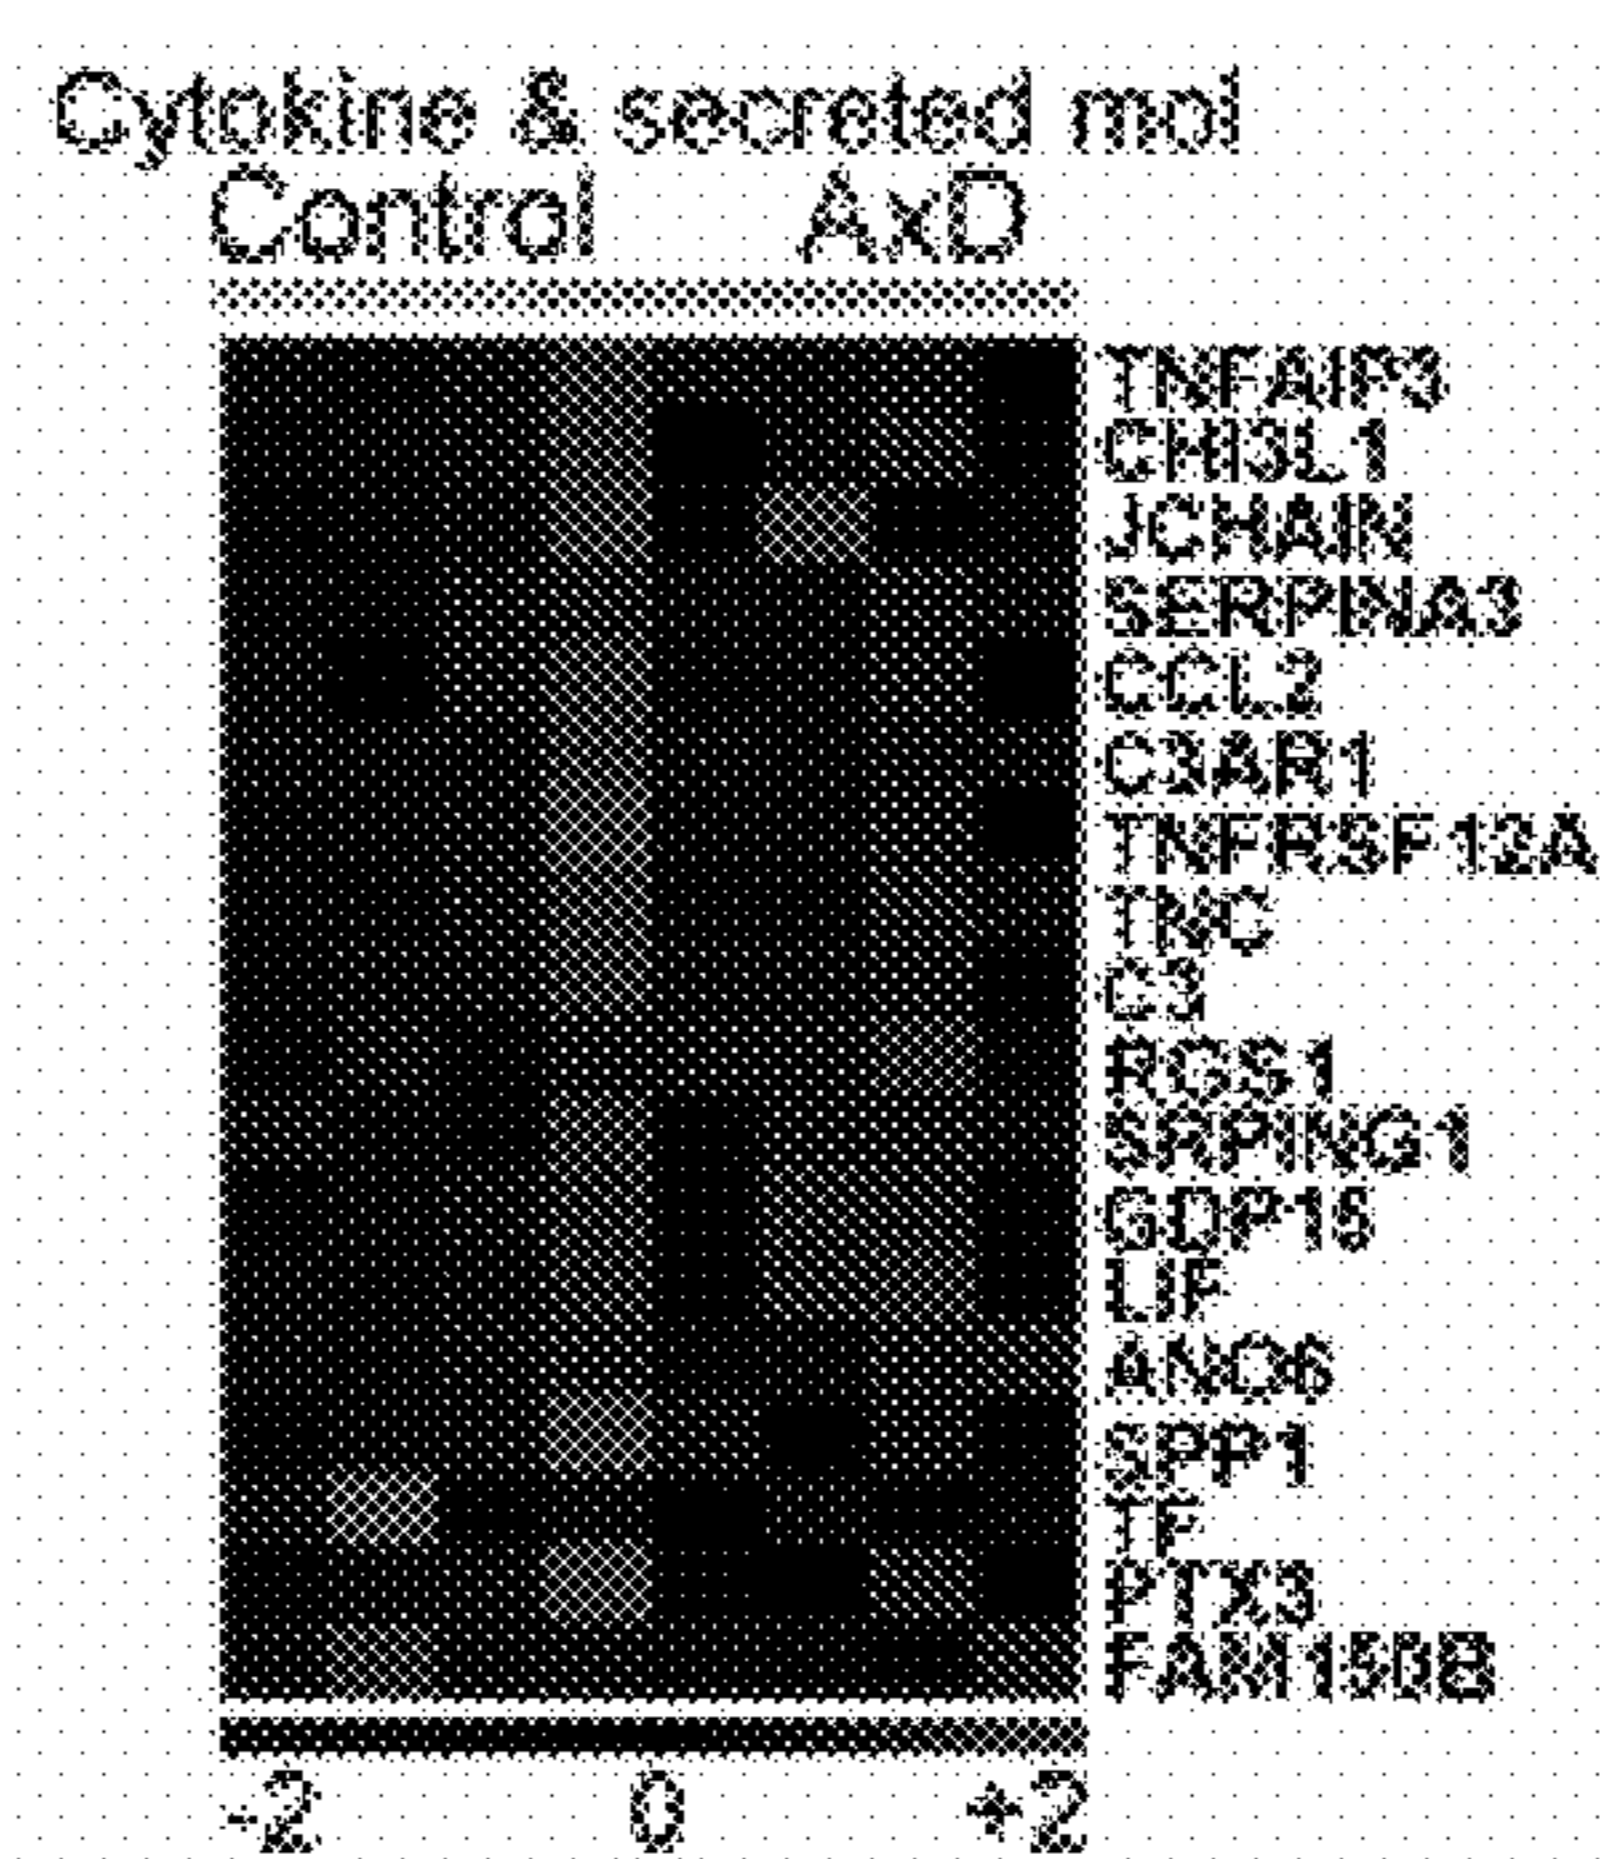 Cytokine & secreted mol
Control AxD
TNFAIP3
CHI3L1
JCHAIN
SERPINA3
CCL2
C3AR1
TNFRSF12A
TNC
C3
RGS1
SRPING1
GDP15
LIF
ANO6
SPP1
TF
PTX3
FAM150B
-2 0 +2